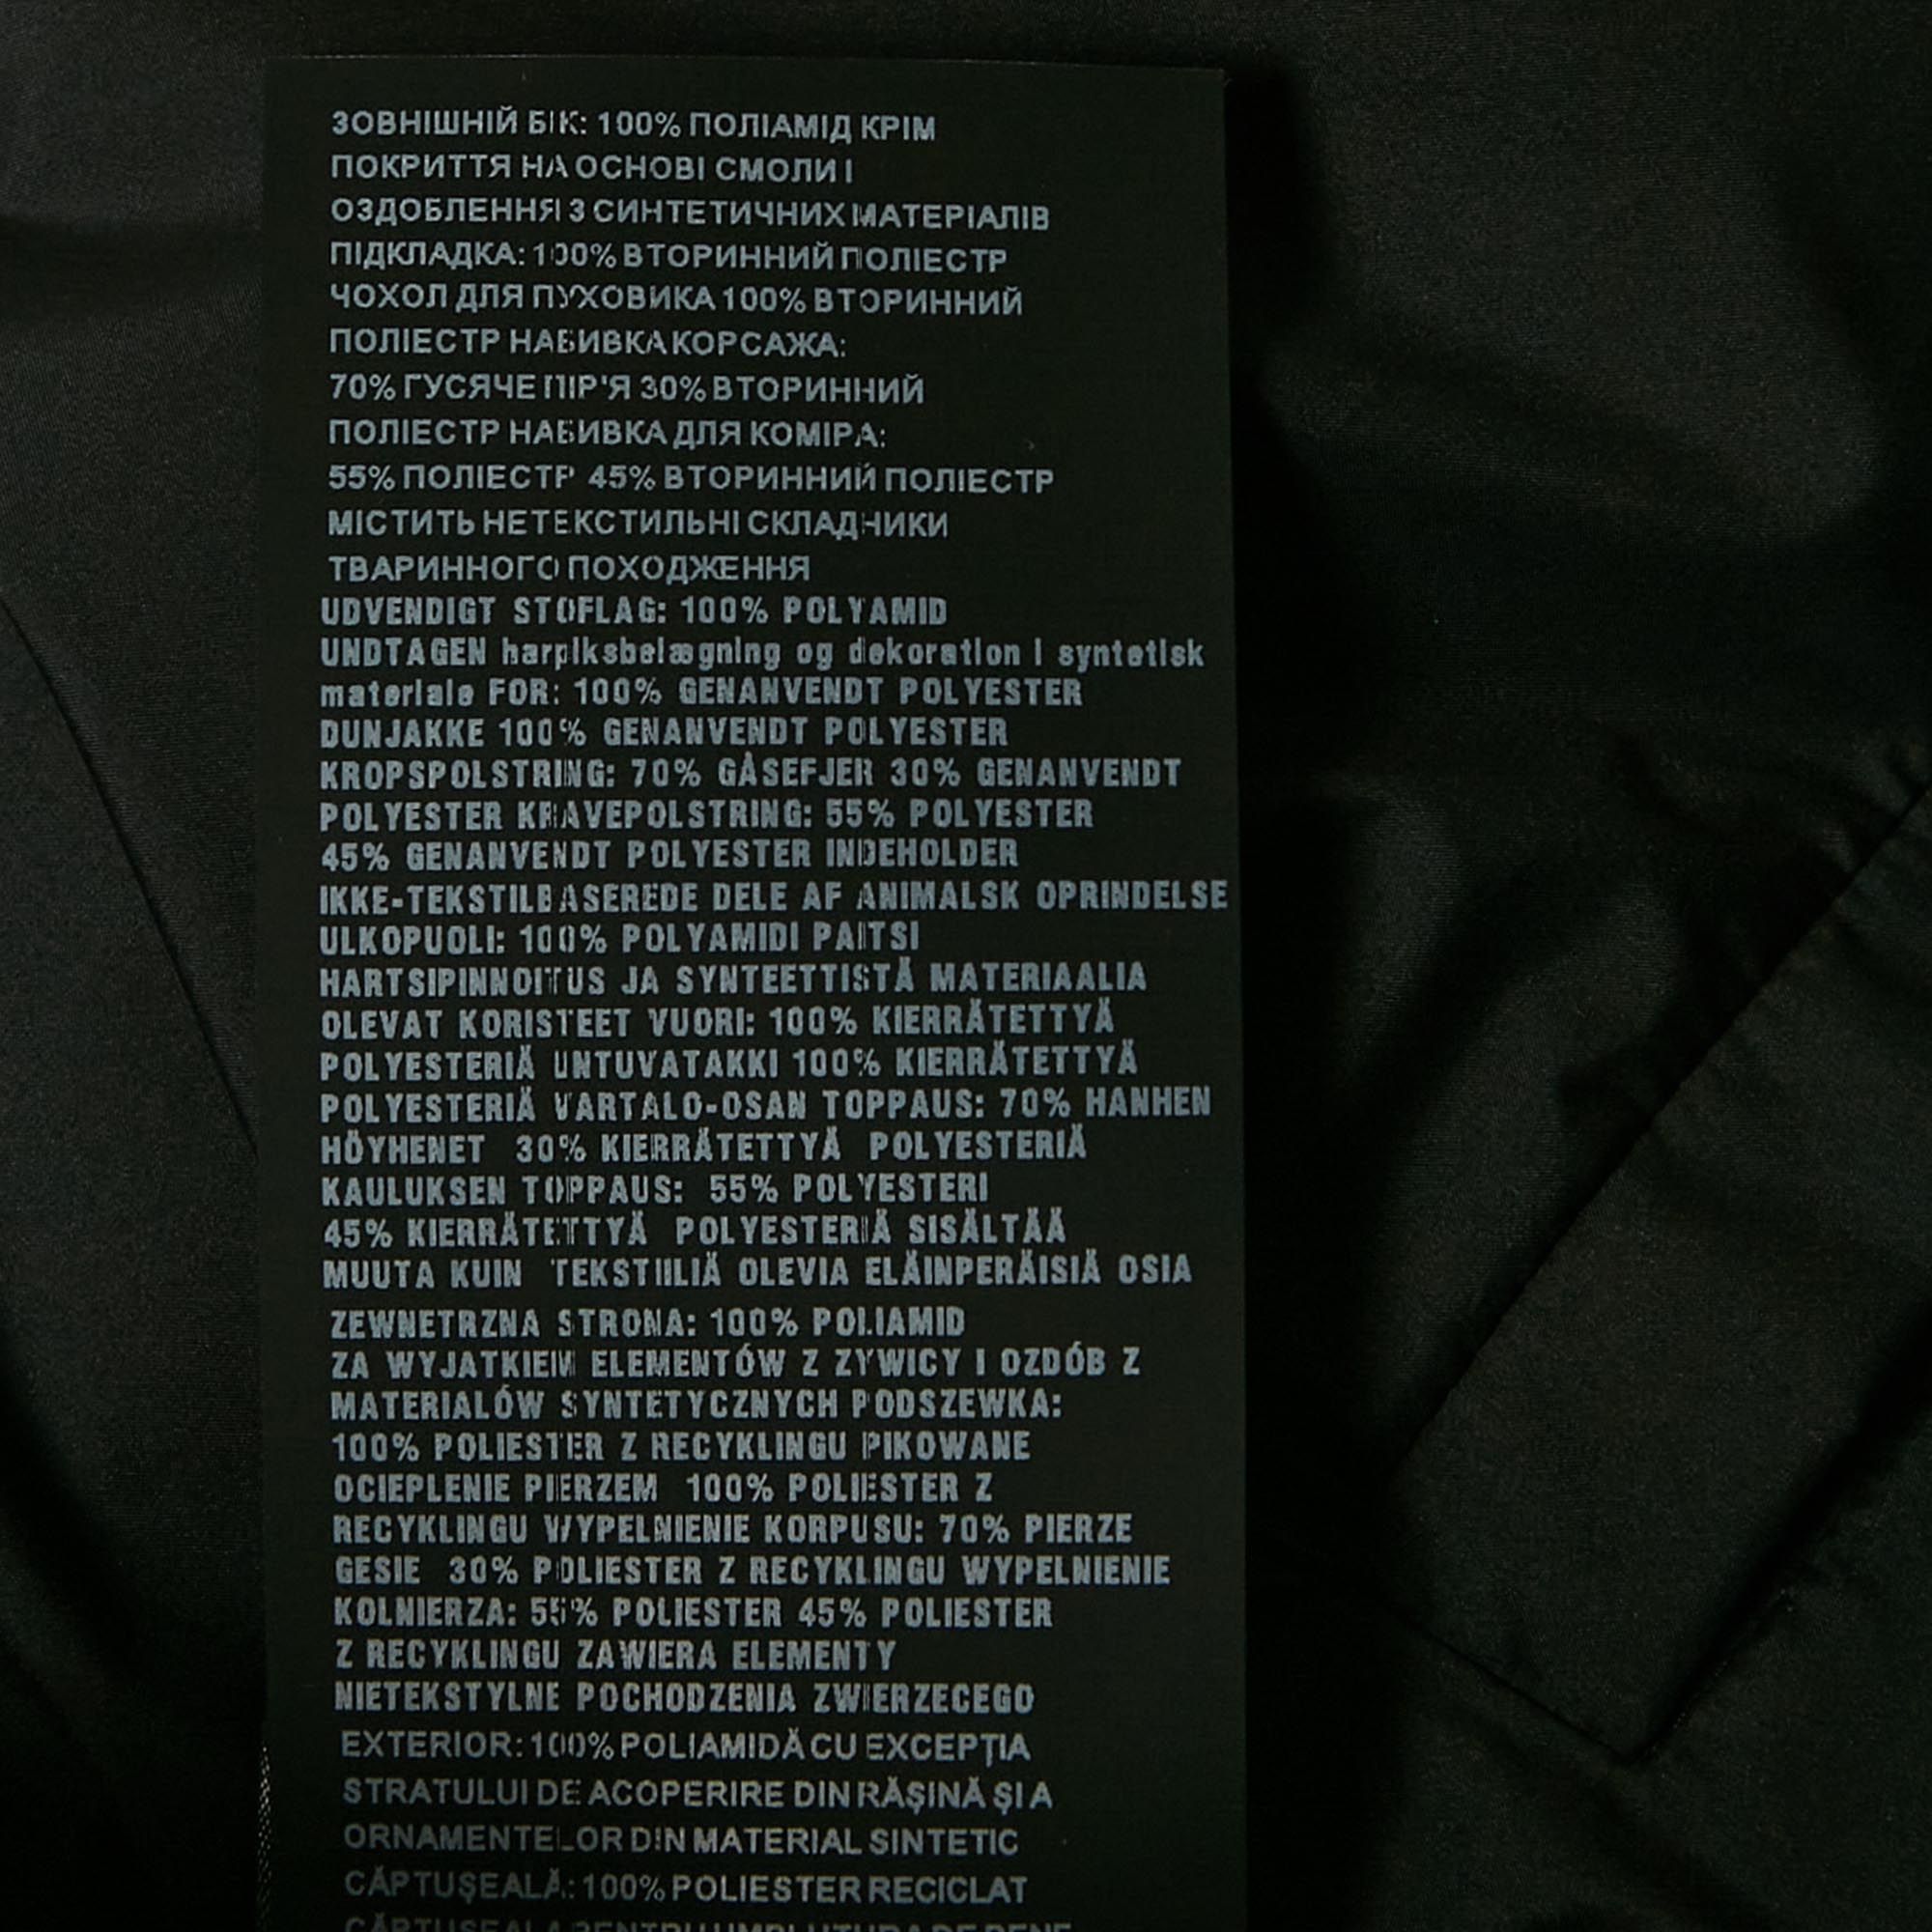 ЗОВНІШНІЙ БІК: 100% ПОЛІАМІД КРІМ
ПОКРИТТЯ НА ОСНОВІ СМОЛИ І
ОЗДОБЛЕННЯ З СИНТЕТИЧНИХ МАТЕРІАЛІВ
ПІДКЛАДКА: 100% ВТОРИННИЙ ПОЛІЕСТР
ЧОХОЛ ДЛЯ ПУХОВИКА 100% ВТОРИННИЙ
ПОЛІЕСТР НАБИВКА КОРСАЖА:
70% ГУСЯЧЕ ПІР'Я 30% ВТОРИННИЙ
ПОЛІЕСТР НАБИВКА ДЛЯ КОМІРА:
55% ПОЛІЕСТР 45% ВТОРИННИЙ ПОЛІЕСТР
МІСТИТЬ НЕТЕКСТИЛЬНІ СКЛАДНИКИ
ТВАРИННОГО ПОХОДЖЕННЯ
UDVENDIGT STOFLAG: 100% POLYAMID
UNDTAGEN harpiksbelægning og dekoration i syntetisk
materiale FOR: 100% GENANVENDT POLYESTER
DUNJAKKE 100% GENANVENDT POLYESTER
KROPSPOLSTRING: 70% GÅSEFJER 30% GENANVENDT
POLYESTER KRAVEPOLSTRING: 55% POLYESTER
45% GENANVENDT POLYESTER INDEHOLDER
IKKE-TEKSTILBASEREDE DELE AF ANIMALSK OPRINDELSE
ULKOPUOLI: 100% POLYAMIDI PAITSI
HARTSIPINNOITUS JA SYNTEETTISTÄ MATERIAALIA
OLEVAT KORISTEET VUORI: 100% KIERRÄTETTYÄ
POLYESTERIÄ UNTUVATAKKI 100% KIERRÄTETTYÄ
POLYESTERIÄ VARTALO-OSAN TOPPAUS: 70% HANHEN
HÖYHENET 30% KIERRÄTETTYÄ POLYESTERIÄ
KAULUKSEN TOPPAUS: 55% POLYESTERI
45% KIERRÄTETTYÄ POLYESTERIÄ SISÄLTÄÄ
MUUTA KUIN TEKSTIILIÄ OLEVIA ELÄINPERÄISIÄ OSIA
ZEWNETRZNA STRONA: 100% POLIAMID
ZA WYJATKIEM ELEMENTÓW Z ZYWICY I OZDÓB Z
MATERIALÓW SYNTETYCZNYCH PODSZEWKA:
100% POLIESTER Z RECYKLINGU PIKOWANE
OCIEPLENIE PIERZEM 100% POLIESTER Z
RECYKLINGU WYPELNIENIE KORPUSU: 70% PIERZE
GESIE 30% POLIESTER Z RECYKLINGU WYPELNIENIE
KOLNIERZA: 55% POLIESTER 45% POLIESTER
Z RECYKLINGU ZAWIERA ELEMENTY
NIETEKSTYLNE POCHODZENIA ZWIERZECEGO
EXTERIOR: 100% POLIAMIDĂ CU EXCEPȚIA
STRATULUI DE ACOPERIRE DIN RĂȘINĂ ȘI A
ORNAMENTELOR DIN MATERIAL SINTETIC
CĂPTUȘEALĂ: 100% POLIESTER RECICLAT